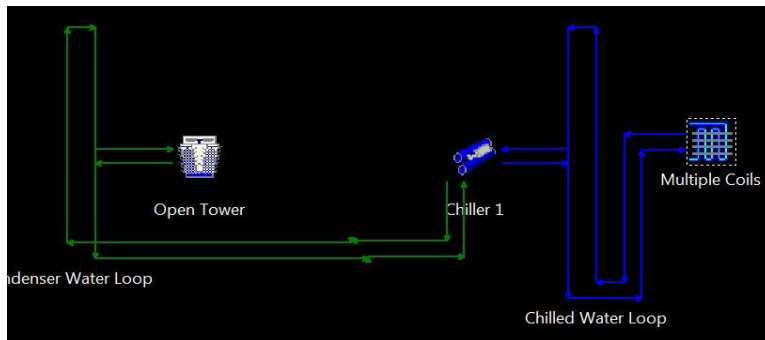 Multiple Coils
Open Tower
Chiller 1
ndenser Water Loop
Chilled Water Loop